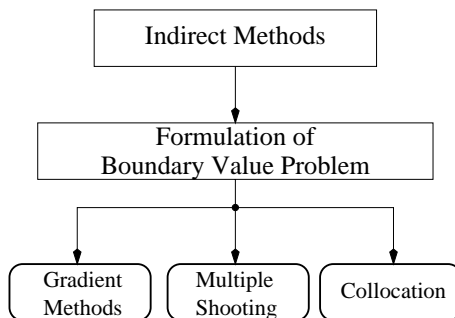 Indirect Methods
Formulation of
Boundary Value Problem
Gradient
Methods
Multiple
Shooting
Collocation